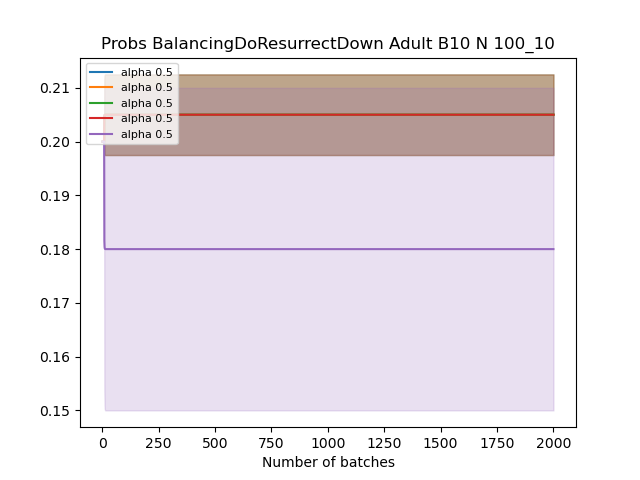 Probs BalancingDoResurrectDown Adult B10 N 100_10
alpha 0.5
alpha 0.5
alpha 0.5
alpha 0.5
alpha 0.5
0.21
0.20
0.19
0.18
0.17
0.16
0.15
0 250 500 750 1000 1250 1500 1750 2000
Number of batches